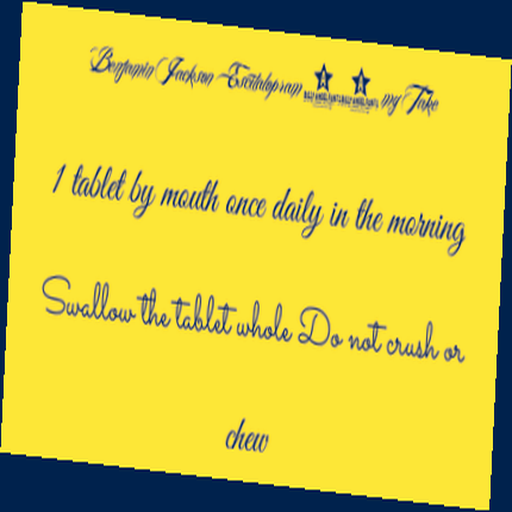 Benjamin Jackson Escitalopram mg Take
1 tablet by mouth once daily in the morning
Swallow the tablet whole Do not crush or
chew